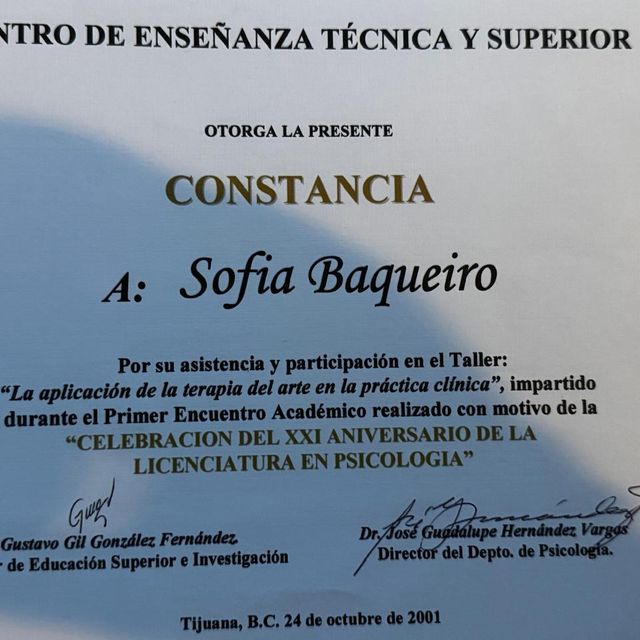 NTRO DE ENSEÑANZA TÉCNICA Y SUPERIOR
OTORGA LA PRESENTE
CONSTANCIA
A: Sofia Baqueiro
Por su asistencia y participación en el Taller:
“La aplicación de la terapia del arte en la práctica clínica”, impartido
durante el Primer Encuentro Académico realizado con motivo de la
“CELEBRACION DEL XXI ANIVERSARIO DE LA
LICENCIATURA EN PSICOLOGIA”
Gustavo Gil González Fernández. Dr. José Guadalupe Hernández Vargas
r de Educación Superior e Investigación Director del Depto. de Psicología.
Tijuana, B.C. 24 de octubre de 2001